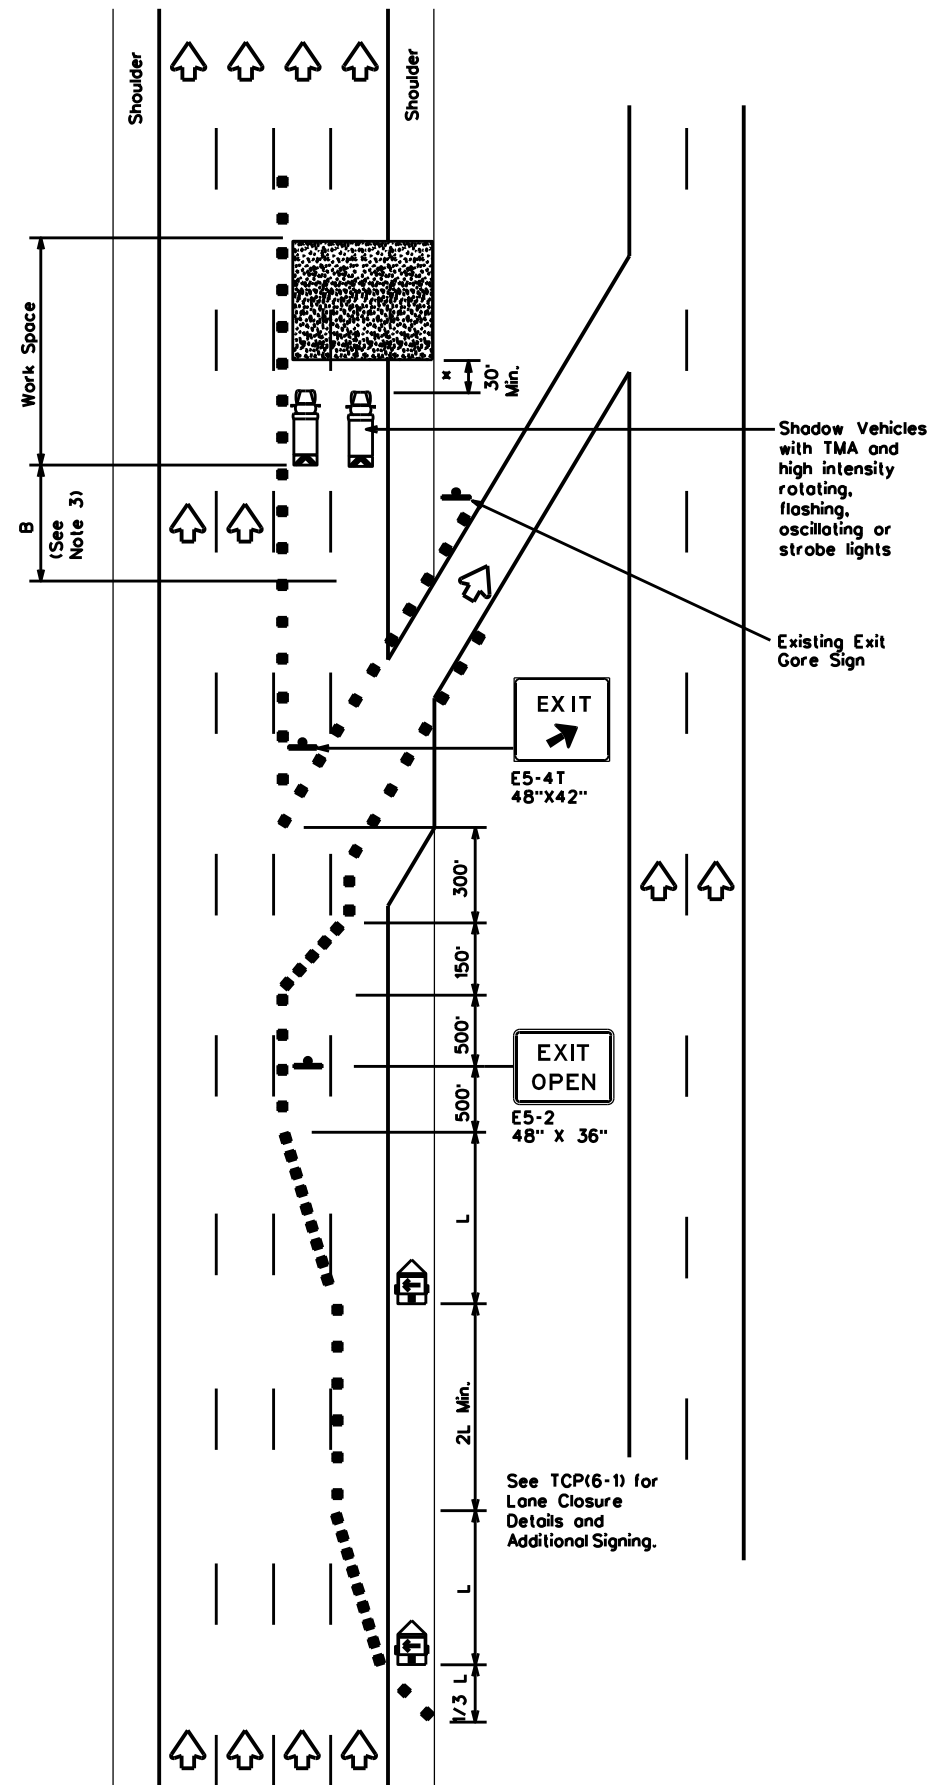 Shoulder
Shoulder
Work Space
x
30'
Min.
Shadow Vehicles
with TMA and
high intensity
rotating,
flashing,
oscillating or
strobe lights
B
(See
Note 3)
Existing Exit
Gore Sign
EXIT
E5-4T
48"X42"
300'
150'
500'
EXIT
OPEN
500'
E5-2
48" X 36"
L
2L Min.
See TCP(6-1) for
Lane Closure
Details and
Additional Signing.
L
1/3 L